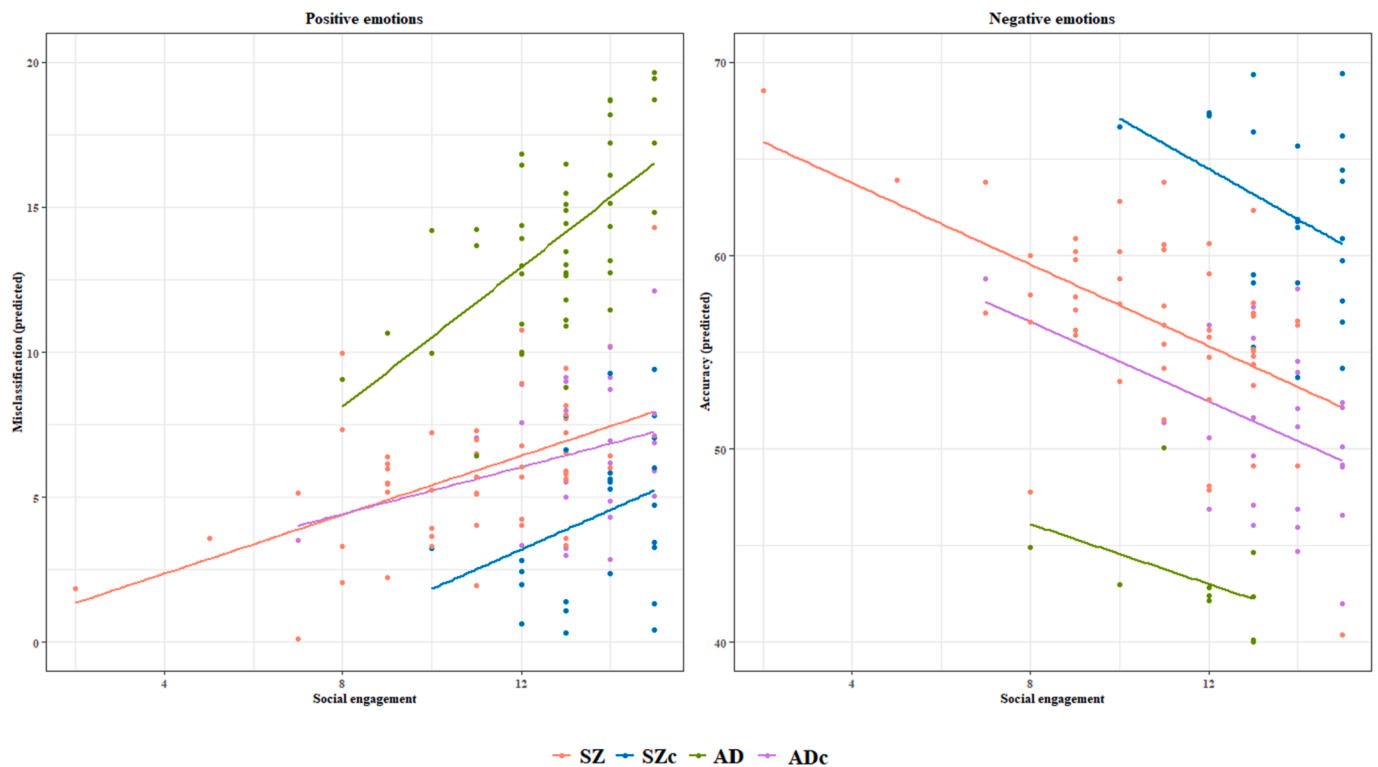 Positive emotions
Negative emotions
Misclassification (predicted)
20
15
10
5
0
4
8
12
Social engagement
Accuracy (predicted)
70
60
50
40
4
8
12
Social engagement
SZ SZc AD ADc